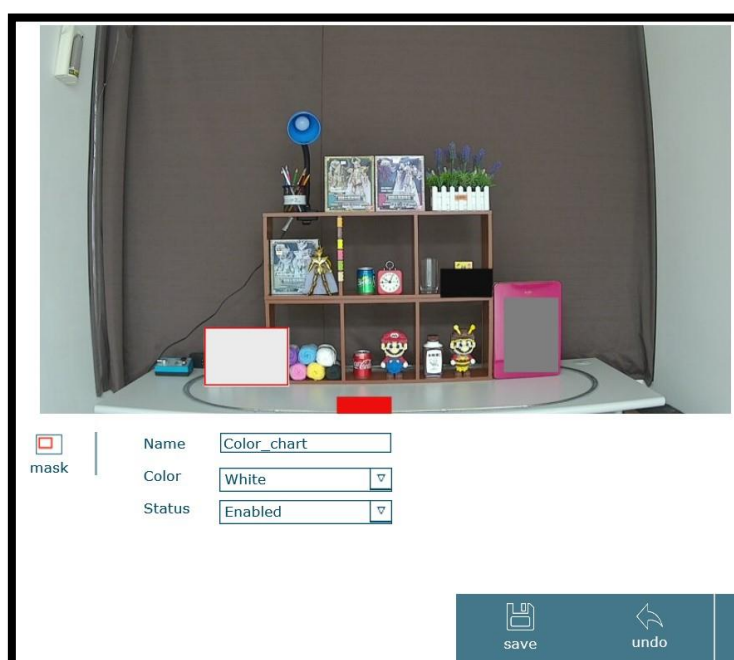 mask
Name
Color_chart
Color
White
Status
Enabled
save
undo